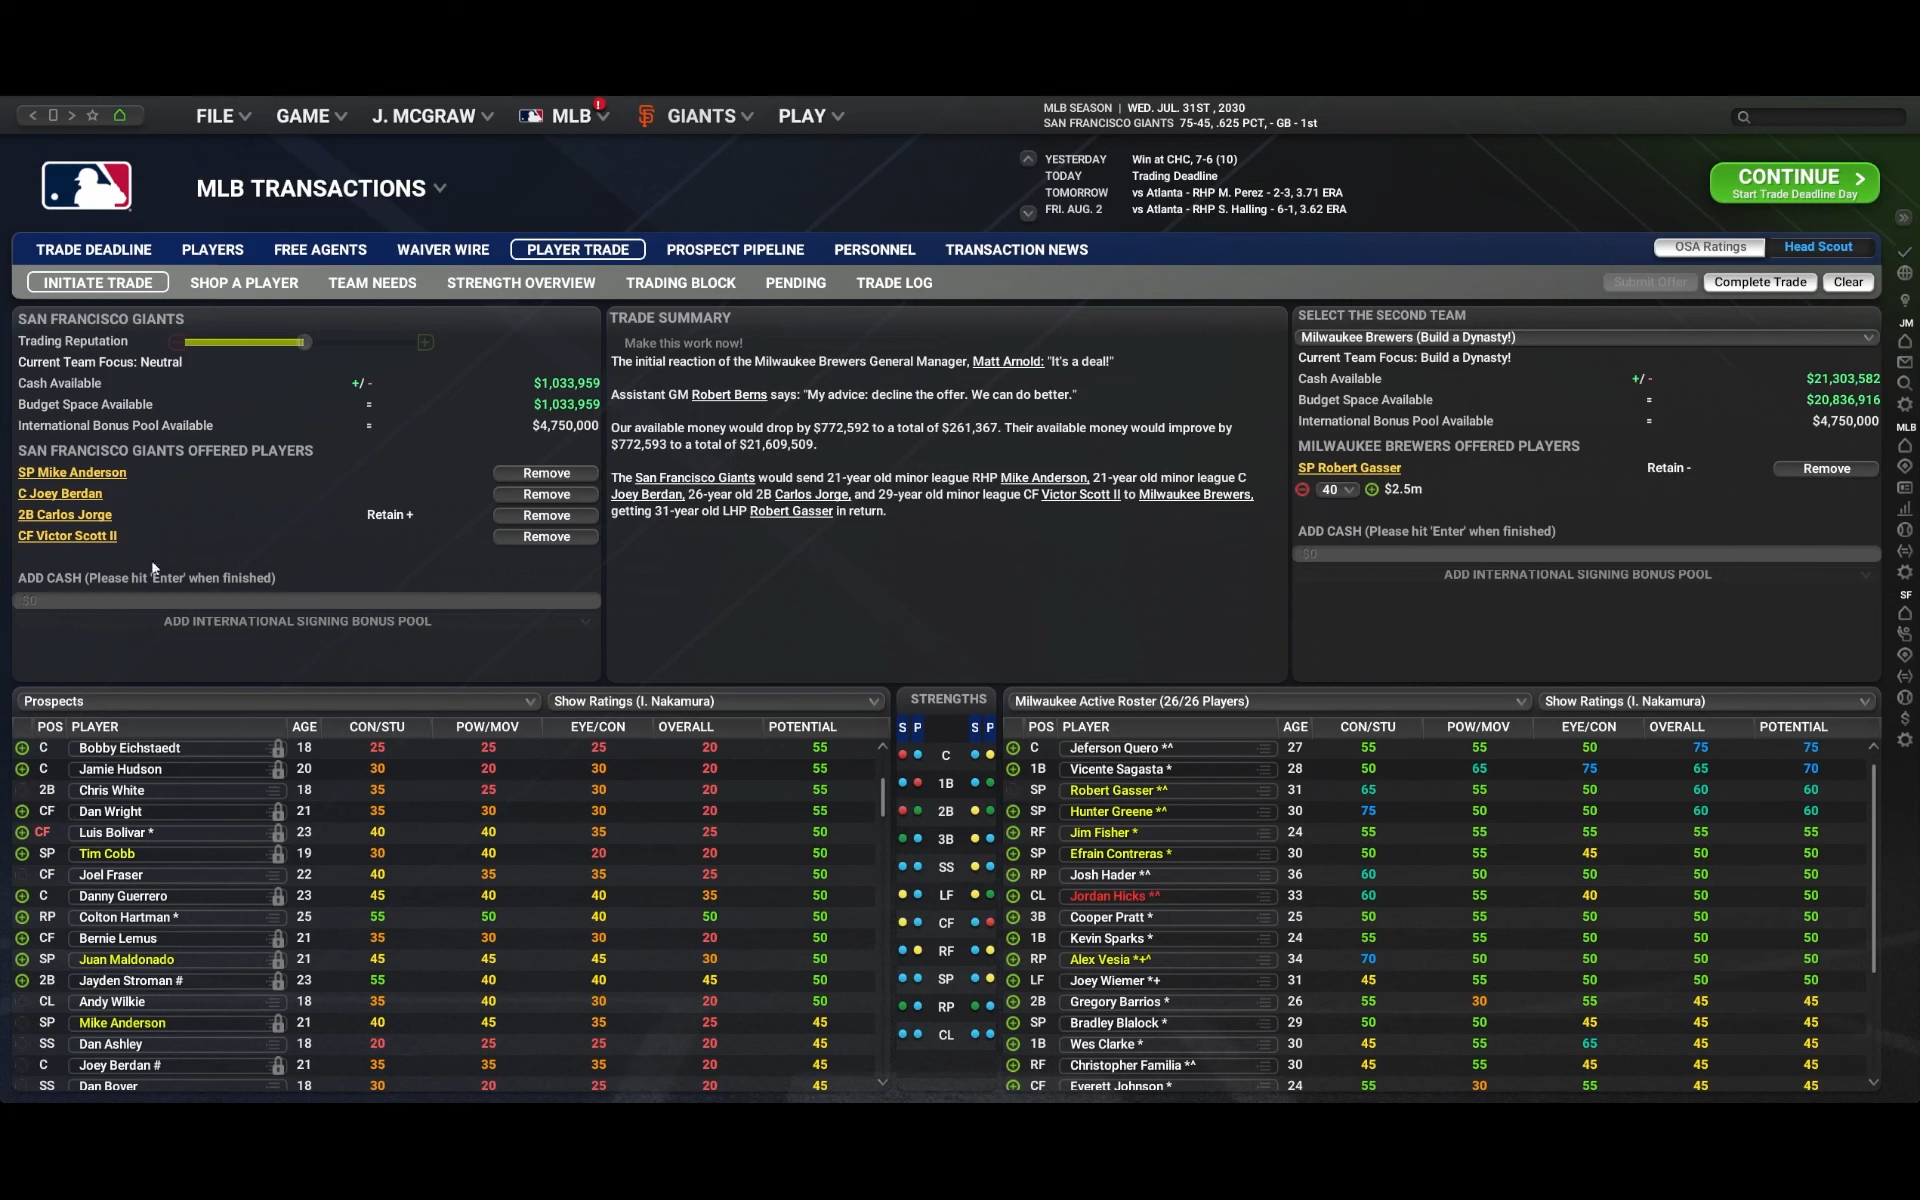 FILE GAME J. MCGRAW MLB GIANTS PLAY
MLB SEASON | WED. JUL. 31ST , 2030
SAN FRANCISCO GIANTS 75-45, .625 PCT, - GB - 1st
MLB TRANSACTIONS
YESTERDAY Win at CHC, 7-6 (10)
TODAY Trading Deadline
TOMORROW vs Atlanta - RHP M. Perez - 2-3, 3.71 ERA
FRI. AUG. 2 vs Atlanta - RHP S. Halling - 6-1, 3.62 ERA
CONTINUE
Start Trade Deadline Day
TRADE DEADLINE PLAYERS FREE AGENTS WAIVER WIRE PLAYER TRADE PROSPECT PIPELINE PERSONNEL TRANSACTION NEWS OSA Ratings Head Scout
INITIATE TRADE SHOP A PLAYER TEAM NEEDS STRENGTH OVERVIEW TRADING BLOCK PENDING TRADE LOG Submit Offer Complete Trade Clear
SAN FRANCISCO GIANTS
Trading Reputation
Current Team Focus: Neutral
Cash Available +/ - $1,033,959
Budget Space Available = $1,033,959
International Bonus Pool Available = $4,750,000
SAN FRANCISCO GIANTS OFFERED PLAYERS
SP Mike Anderson Remove
C Joey Berdan Remove
2B Carlos Jorge Retain + Remove
CF Victor Scott II Remove
ADD CASH (Please hit 'Enter' when finished)
$0
ADD INTERNATIONAL SIGNING BONUS POOL
TRADE SUMMARY
Make this work now!
The initial reaction of the Milwaukee Brewers General Manager, Matt Arnold: "It's a deal!"
Assistant GM Robert Berns says: "My advice: decline the offer. We can do better."
Our available money would drop by $772,592 to a total of $261,367. Their available money would improve by
$772,593 to a total of $21,609,509.
The San Francisco Giants would send 21-year old minor league RHP Mike Anderson, 21-year old minor league C
Joey Berdan, 26-year old 2B Carlos Jorge, and 29-year old minor league CF Victor Scott II to Milwaukee Brewers,
getting 31-year old LHP Robert Gasser in return.
SELECT THE SECOND TEAM
Milwaukee Brewers (Build a Dynasty!)
Current Team Focus: Build a Dynasty!
Cash Available +/ - $21,303,582
Budget Space Available = $20,836,916
International Bonus Pool Available = $4,750,000
MILWAUKEE BREWERS OFFERED PLAYERS
SP Robert Gasser Retain - Remove
40 $2.5m
ADD CASH (Please hit 'Enter' when finished)
$0
ADD INTERNATIONAL SIGNING BONUS POOL
JM
MLB
SF
Prospects Show Ratings (I. Nakamura)
POS PLAYER AGE CON/STU POW/MOV EYE/CON OVERALL POTENTIAL
C Bobby Eichstaedt 18 25 25 25 20 55
C Jamie Hudson 20 30 20 30 20 55
2B Chris White 18 35 25 30 20 55
CF Dan Wright 21 35 30 30 20 55
CF Luis Bolivar * 23 40 40 35 25 50
SP Tim Cobb 19 30 40 20 20 50
CF Joel Fraser 22 40 35 35 25 50
C Danny Guerrero 23 45 40 40 35 50
RP Colton Hartman * 25 55 50 40 50 50
CF Bernie Lemus 21 35 30 30 20 50
SP Juan Maldonado 21 45 45 45 30 50
2B Jayden Stroman # 23 55 40 40 45 50
CL Andy Wilkie 18 35 40 30 20 50
SP Mike Anderson 21 40 45 35 25 45
SS Dan Ashley 18 20 25 25 20 45
C Joey Berdan # 21 35 35 35 20 45
SS Dan Boyer 18 30 20 25 20 45
STRENGTHS
S P S P
C
1B
2B
3B
SS
LF
CF
RF
SP
RP
CL
Milwaukee Active Roster (26/26 Players) Show Ratings (I. Nakamura)
POS PLAYER AGE CON/STU POW/MOV EYE/CON OVERALL POTENTIAL
C Jeferson Quero *^ 27 55 55 50 75 75
1B Vicente Sagasta * 28 50 65 75 65 70
SP Robert Gasser *^ 31 65 55 50 60 60
SP Hunter Greene *^ 30 75 50 50 60 60
RF Jim Fisher * 24 55 55 55 55 55
SP Efrain Contreras * 30 50 55 45 50 50
RP Josh Hader *^ 36 60 55 50 50 50
CL Jordan Hicks *^ 33 60 55 40 50 50
3B Cooper Pratt * 25 50 55 50 50 50
1B Kevin Sparks * 24 55 55 50 50 50
RP Alex Vesia *+^ 34 70 55 50 50 50
LF Joey Wiemer *+ 31 45 55 50 50 50
2B Gregory Barrios * 26 55 30 55 45 45
SP Bradley Blalock * 29 50 50 45 45 45
1B Wes Clarke * 30 45 55 65 45 45
RF Christopher Familia *^ 30 45 55 50 45 45
CF Everett Johnson * 24 55 30 55 45 45